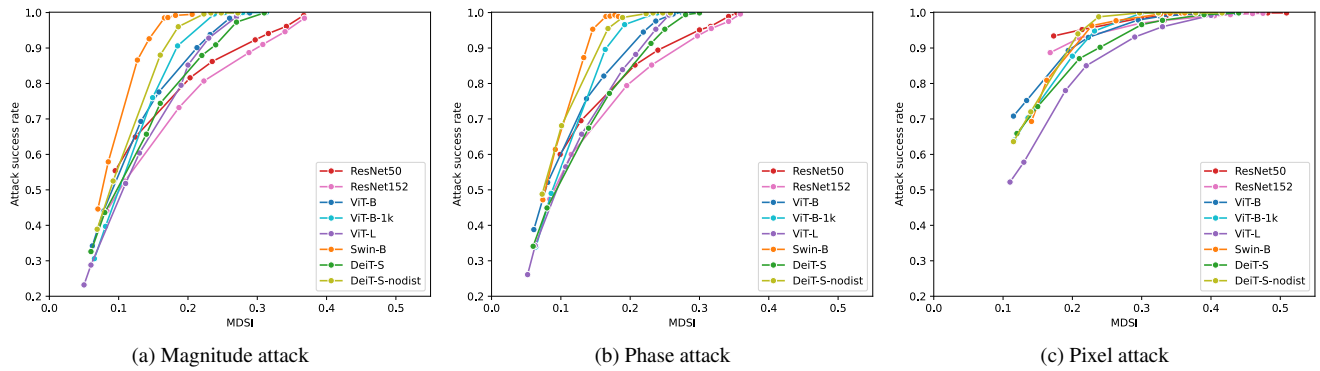 Attack success rate
1.0
0.9
0.8
0.7
0.6
0.5
0.4
0.3
0.2
0.0 0.1 0.2 0.3 0.4 0.5
MDSI
ResNet50
ResNet152
ViT-B
ViT-B-1k
ViT-L
Swin-B
DeiT-S
DeiT-S-nodist
(a) Magnitude attack
Attack success rate
1.0
0.9
0.8
0.7
0.6
0.5
0.4
0.3
0.2
0.0 0.1 0.2 0.3 0.4 0.5
MDSI
ResNet50
ResNet152
ViT-B
ViT-B-1k
ViT-L
Swin-B
DeiT-S
DeiT-S-nodist
(b) Phase attack
Attack success rate
1.0
0.9
0.8
0.7
0.6
0.5
0.4
0.3
0.2
0.0 0.1 0.2 0.3 0.4 0.5
MDSI
ResNet50
ResNet152
ViT-B
ViT-B-1k
ViT-L
Swin-B
DeiT-S
DeiT-S-nodist
(c) Pixel attack